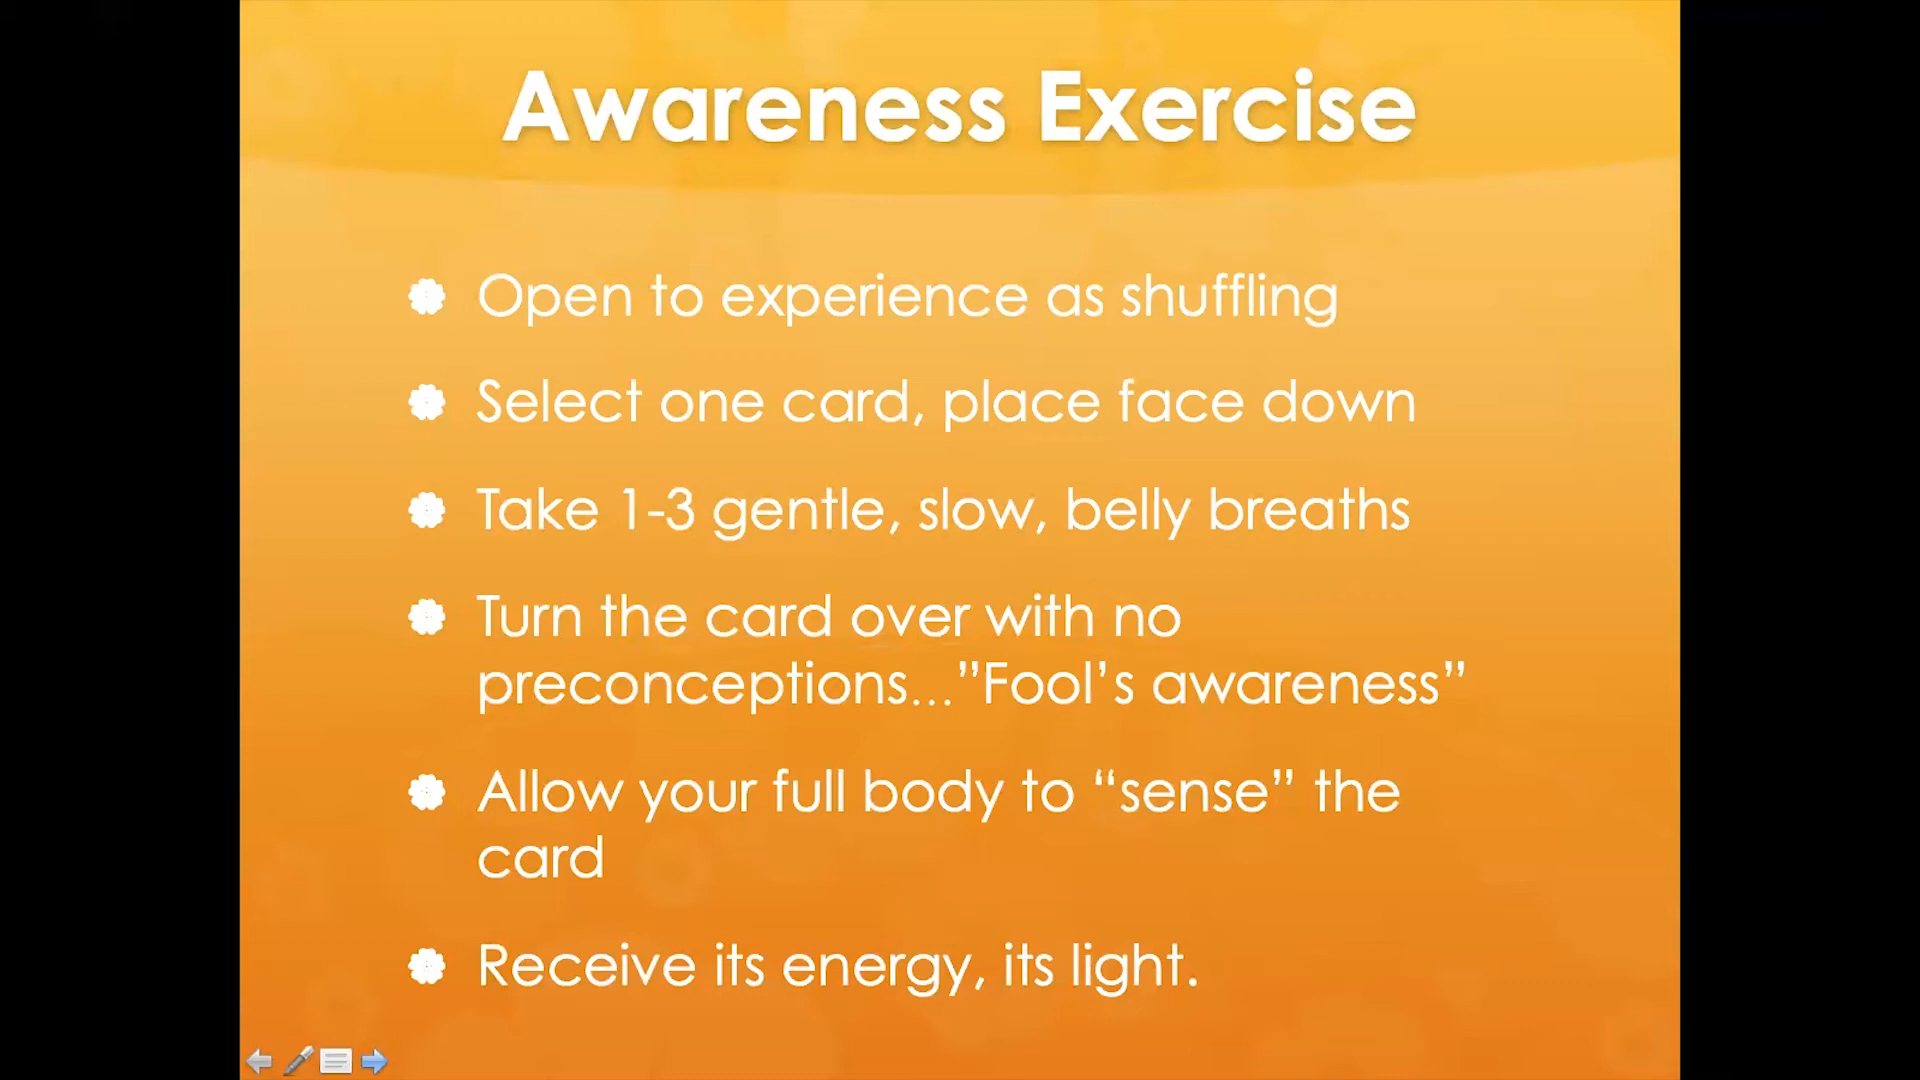 Awareness Exercise
Open to experience as shuffling
Select one card, place face down
Take 1-3 gentle, slow, belly breaths
Turn the card over with no
preconceptions...”Fool’s awareness”
Allow your full body to “sense” the
card
Receive its energy, its light.